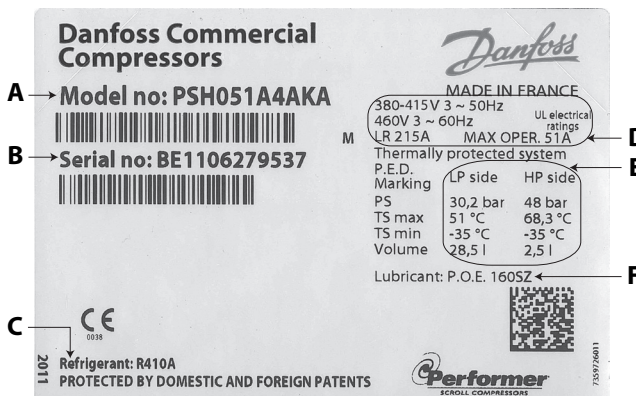 Danfoss Commercial
Compressors
Danfoss
MADE IN FRANCE
A
Model no: PSH051A4AKA
380-415V 3 ~ 50Hz
460V 3 ~ 60Hz
UL electrical
ratings
M
LR 215A MAX OPER. 51A
D
B
Serial no: BE1106279537
Thermally protected system
E
P.E.D.
Marking LP side HP side
PS 30,2 bar 48 bar
TS max 51 °C 68,3 °C
TS min -35 °C -35 °C
Volume 28,5 l 2,5 l
Lubricant: P.O.E. 160SZ
F
CE
0038
C
2011
Refrigerant: R410A
PROTECTED BY DOMESTIC AND FOREIGN PATENTS
Performer
SCROLL COMPRESSORS
7359726011